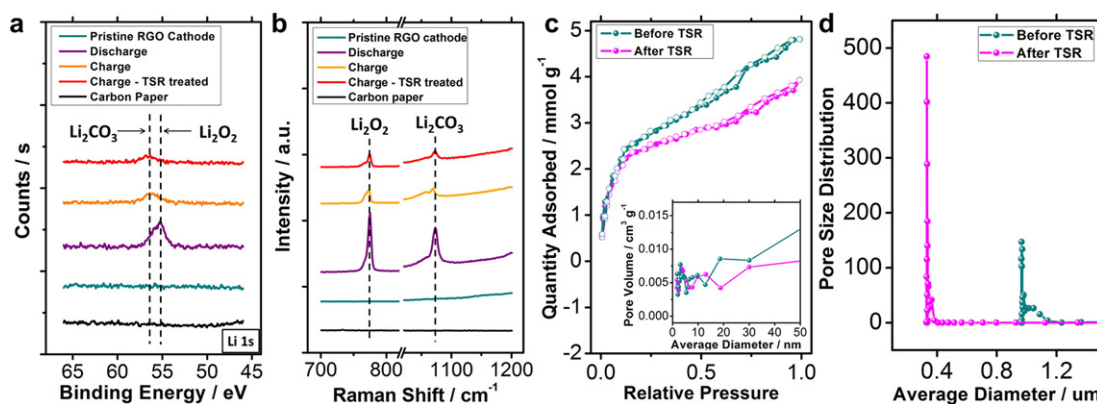 a
Pristine RGO Cathode
Discharge
Charge
Charge - TSR treated
Carbon Paper
Li₂CO₃
Li₂O₂
Counts / s
Li 1s
65 60 55 50 45
Binding Energy / eV
b
Pristine RGO Cathode
Discharge
Charge
Charge - TSR treated
Carbon paper
Li₂O₂
Li₂CO₃
Intensity / a.u.
700 800 1100 1200
Raman Shift / cm⁻¹
c
Before TSR
After TSR
Quantity Adsorbed / mmol g⁻¹
5
4
3
2
1
0
-1
-2
0.0 0.5 1.0
Relative Pressure
Pore Volume / cm³ g⁻¹
0.015
0.010
0.005
0.000
0 10 20 30 40 50
Average Diameter / nm
d
Before TSR
After TSR
Pore Size Distribution
500
400
300
200
100
0
0.4 0.8 1.2
Average Diameter / um